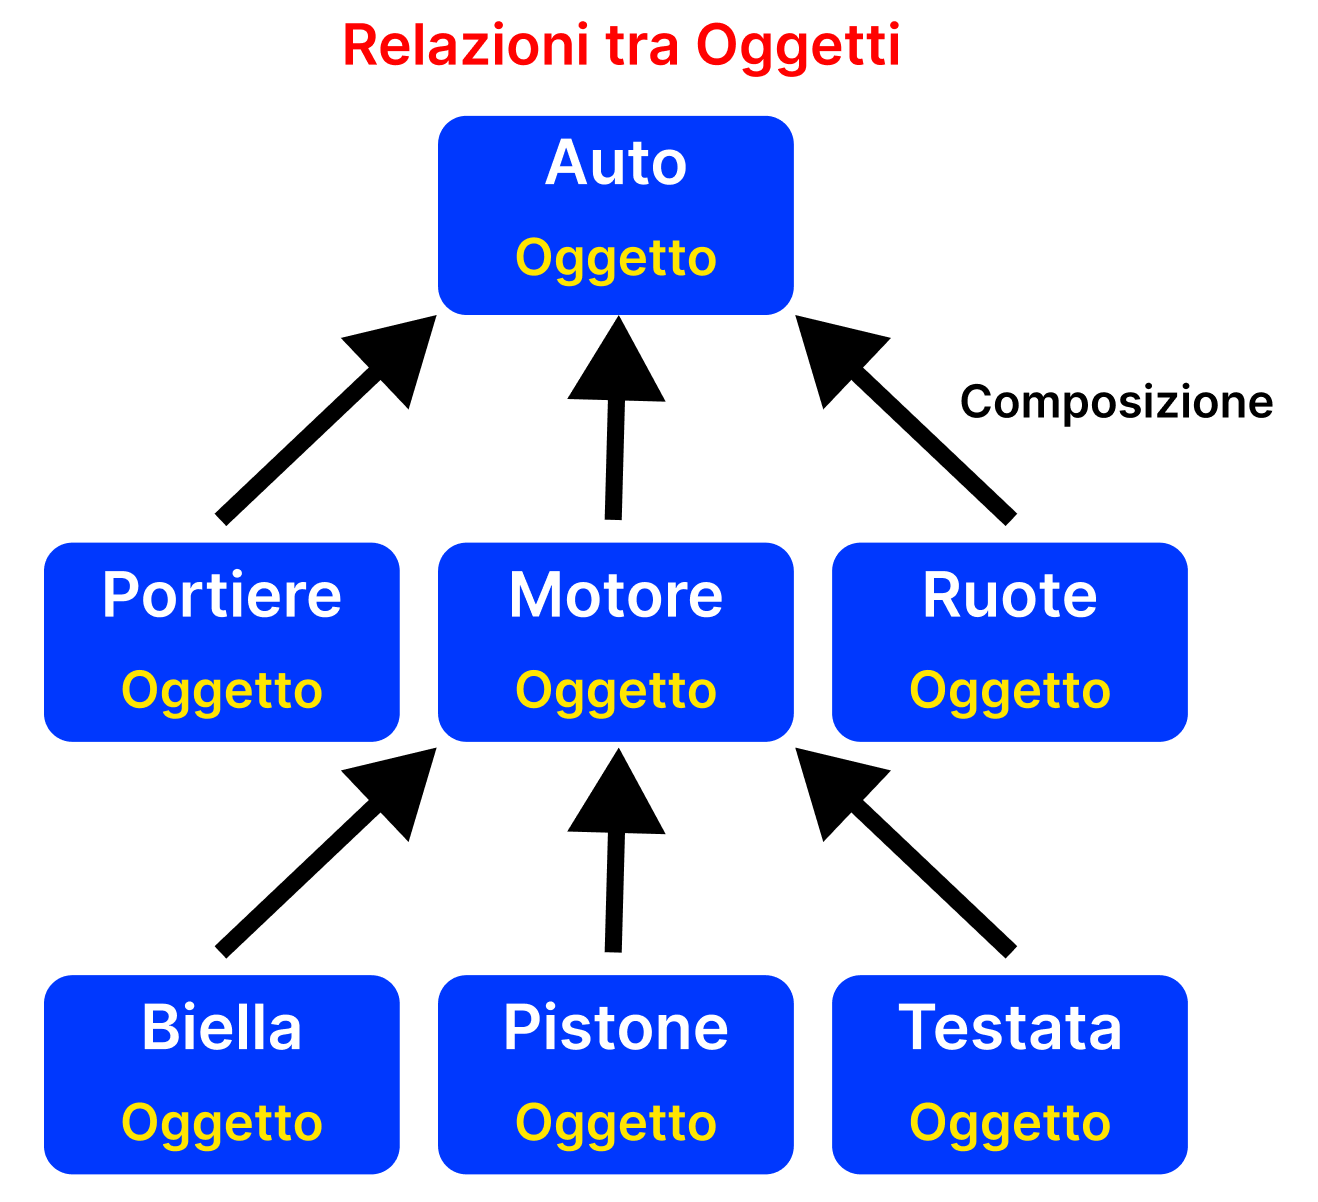 Relazioni tra Oggetti
Auto
Oggetto
Composizione
Portiere
Oggetto
Motore
Oggetto
Ruote
Oggetto
Biella
Oggetto
Pistone
Oggetto
Testata
Oggetto